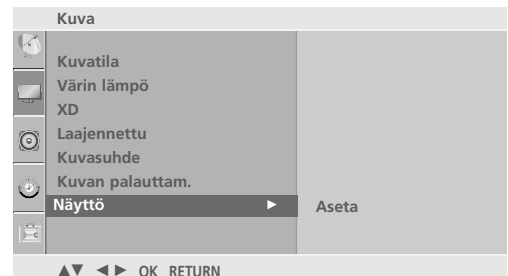 Kuva
Kuvatila
Värin lämpö
XD
Laajennettu
Kuvasuhde
Kuvan palauttam.
Näyttö ► Aseta
▲▼ ◄► OK RETURN